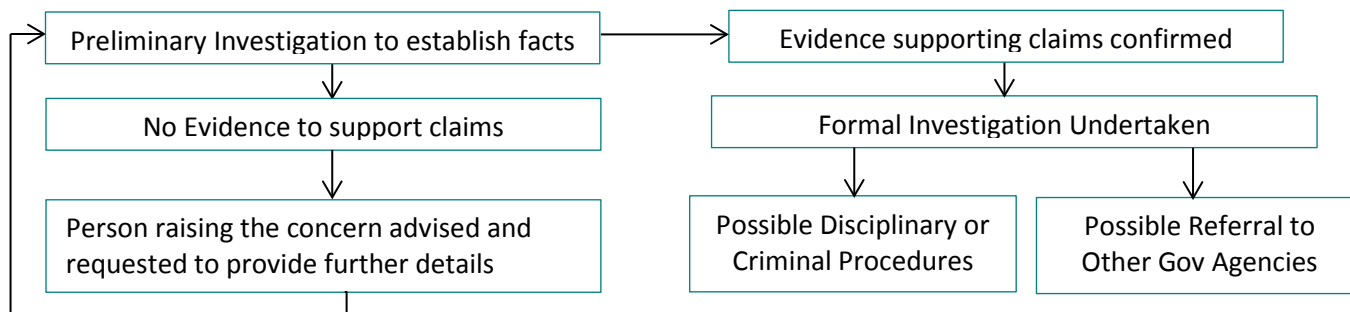 Preliminary Investigation to establish facts
Evidence supporting claims confirmed
No Evidence to support claims
Formal Investigation Undertaken
Person raising the concern advised and
requested to provide further details
Possible Disciplinary or
Criminal Procedures
Possible Referral to
Other Gov Agencies